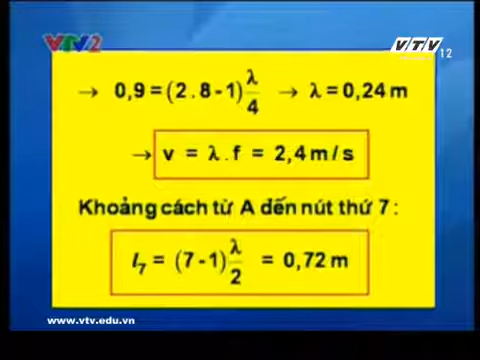 VTV2
VTV 12
→ 0,9 = (2.8-1) λ/4 → λ = 0,24 m
→ v = λ.f = 2,4 m/s
Khoảng cách từ A đến nút thứ 7 :
l₇ = (7-1) λ/2 = 0,72 m
www.vtv.edu.vn